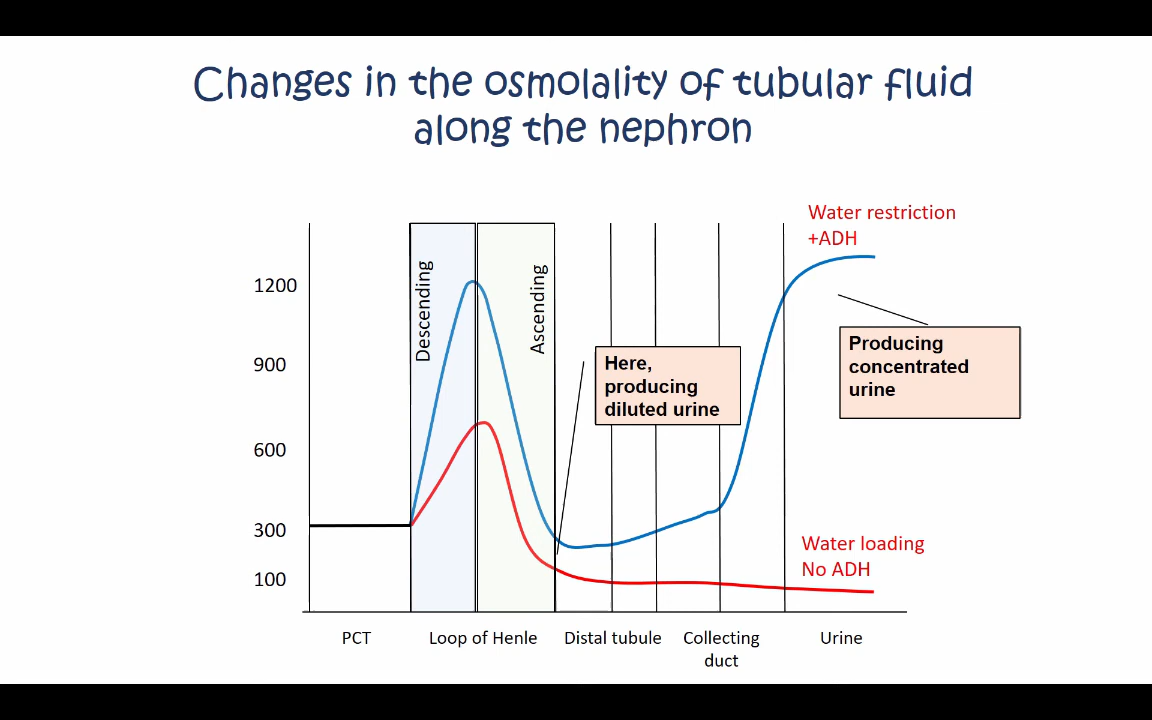 Changes in the osmolality of tubular fluid
along the nephron
Water restriction
+ADH
1200
900
600
300
100
Descending
Ascending
Here,
producing
diluted urine
Producing
concentrated
urine
Water loading
No ADH
PCT
Loop of Henle
Distal tubule
Collecting
duct
Urine